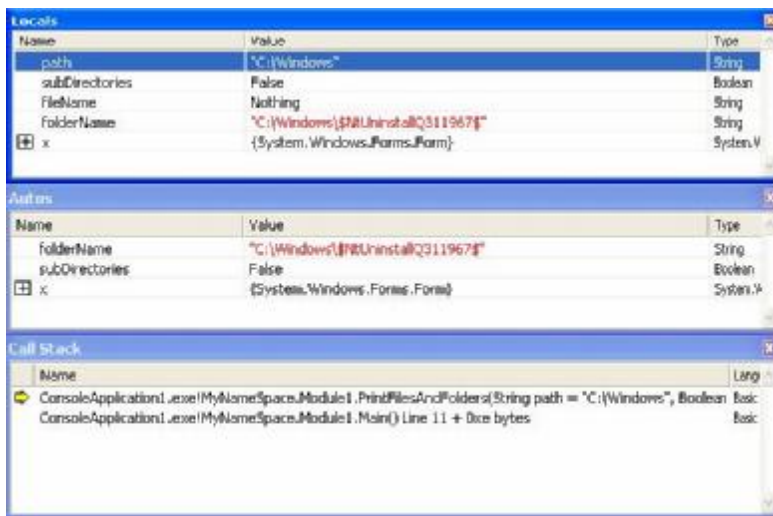 Locals
Name Value Type
path "C:\Windows" String
subDirectories False Boolean
fileName Nothing String
folderName "C:\Windows\$NtUninstallQ311967$" String
x {System.Windows.Forms.Form} System.W
Autos
Name Value Type
folderName "C:\Windows\$NtUninstallQ311967$" String
subDirectories False Boolean
x {System.Windows.Forms.Form} System.W
Call Stack
Name Lang
ConsoleApplication1.exe!MyNameSpace.Module1.PrintFilesAndFolders(String path = "C:\Windows", Boolean Basic
ConsoleApplication1.exe!MyNameSpace.Module1.Main() Line 11 + 0xe bytes Basic